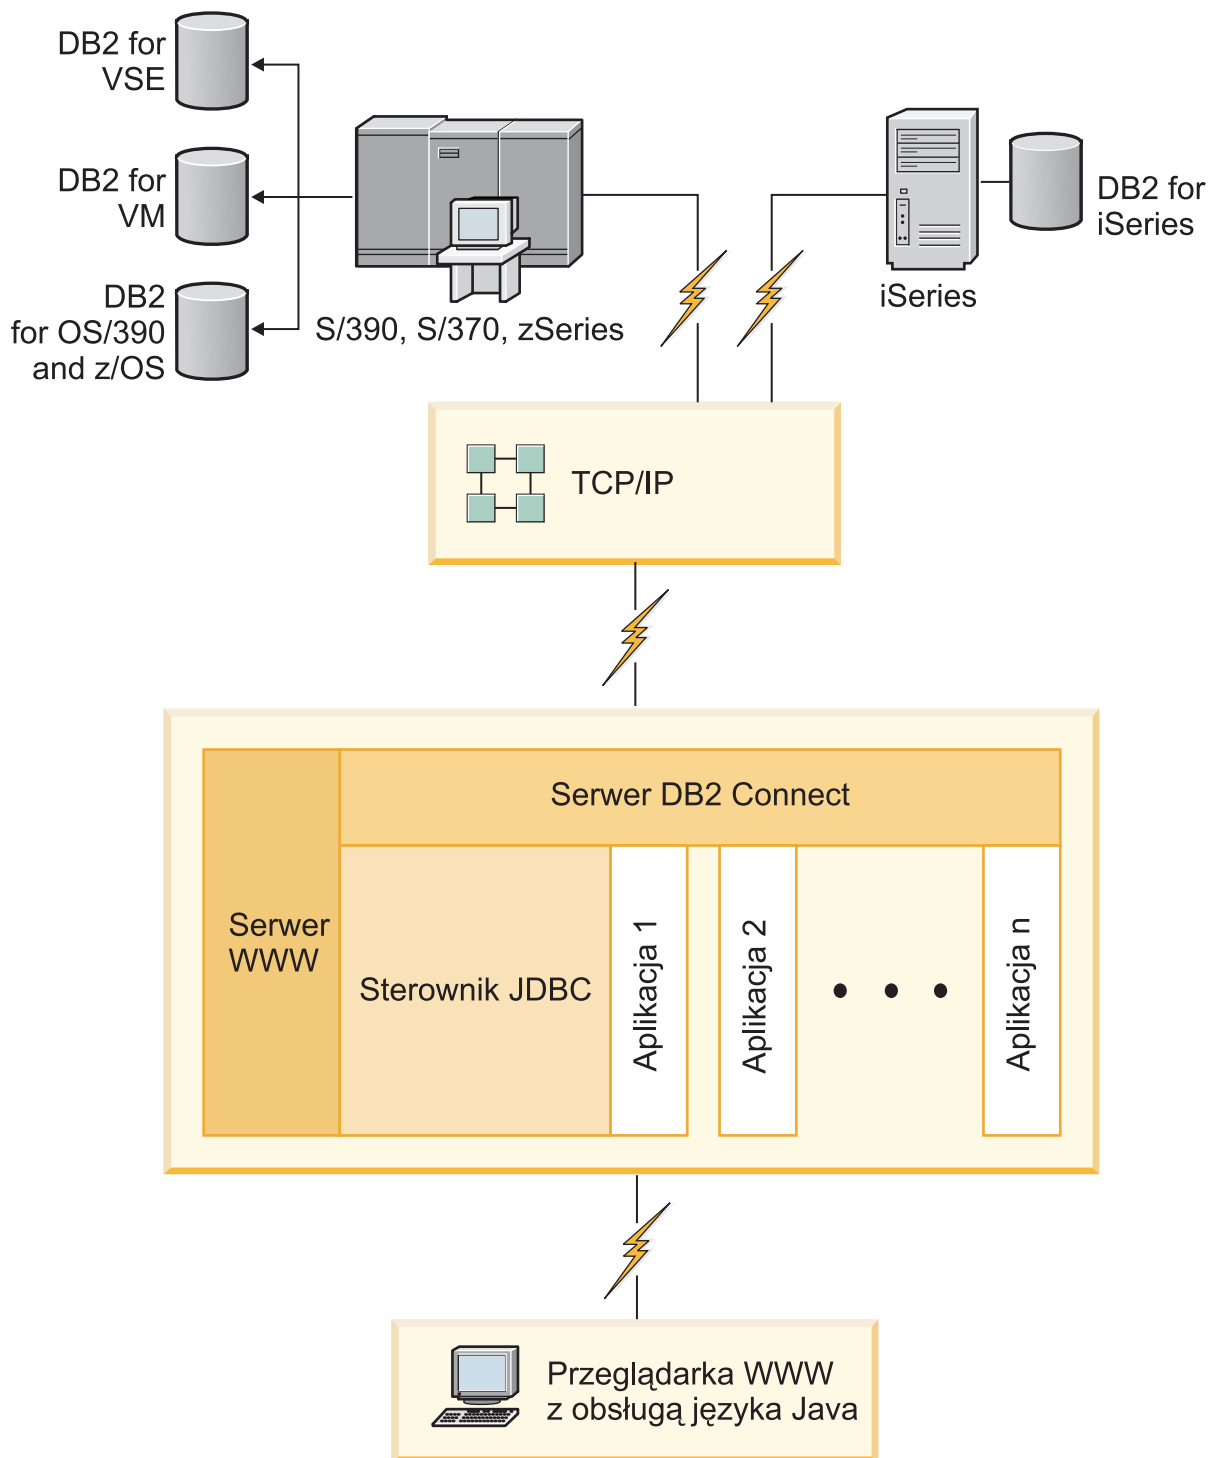 DB2 for
VSE
DB2 for
VM
DB2
for OS/390
and z/OS
S/390, S/370, zSeries
iSeries
DB2 for
iSeries
TCP/IP
Serwer DB2 Connect
Serwer
WWW
Sterownik JDBC
Aplikacja 1
Aplikacja 2
Aplikacja n
Przeglądarka WWW
z obsługą języka Java